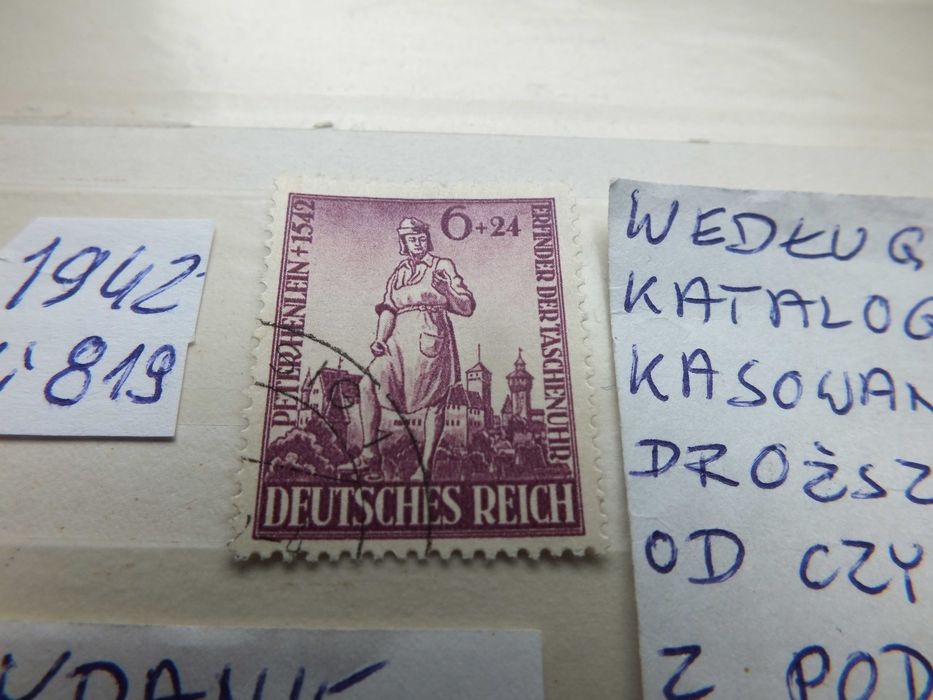 1942
819
PETER HENLEIN + 1542
6+24
ERFINDER DER TASCHENUHR
DEUTSCHES REICH
WEDŁUG
KATALOG
KASOWAN
DROŻSZ
OD CZY
Z POD